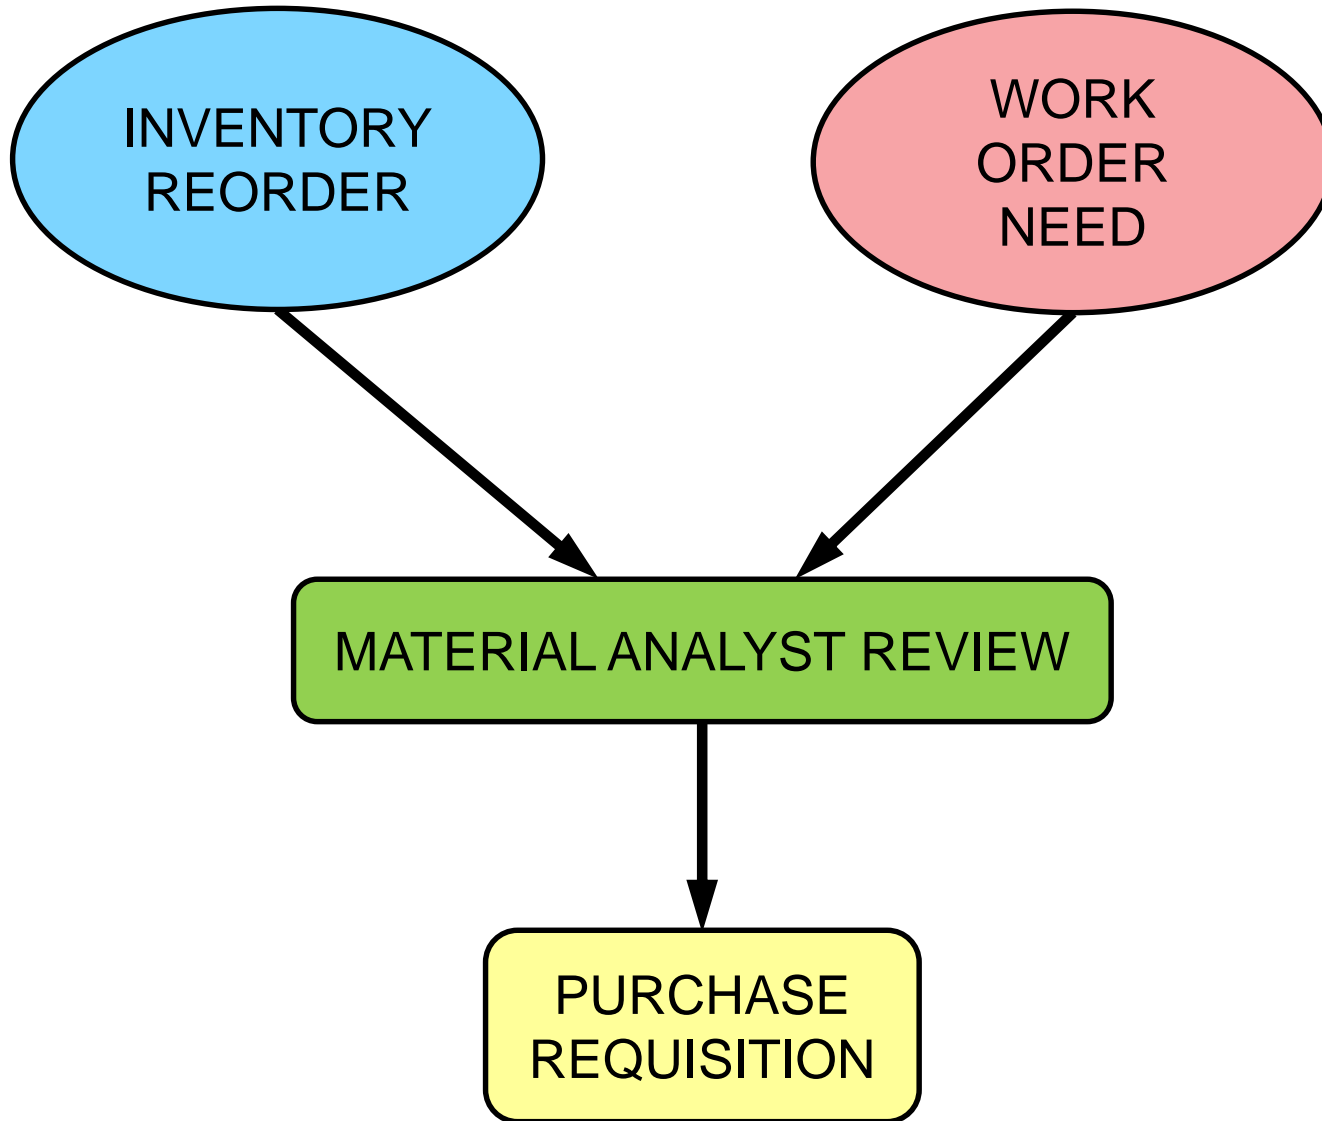 INVENTORY
REORDER
WORK
ORDER
NEED
MATERIAL ANALYST REVIEW
PURCHASE
REQUISITION